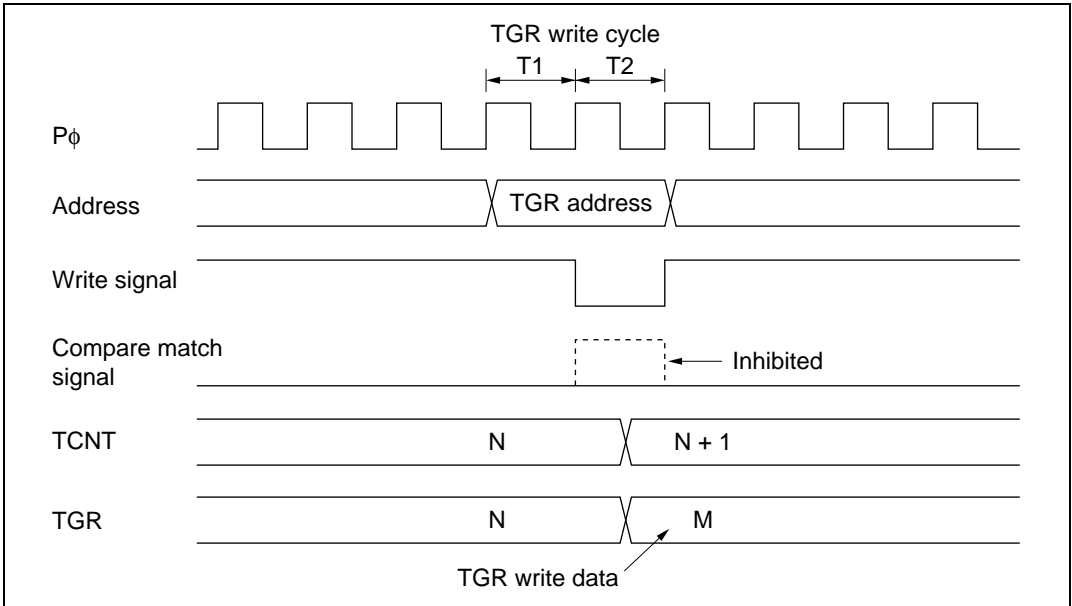 TGR write cycle
T1 T2
Pϕ
Address
TGR address
Write signal
Compare match
signal
Inhibited
TCNT
N
N + 1
TGR
N
M
TGR write data